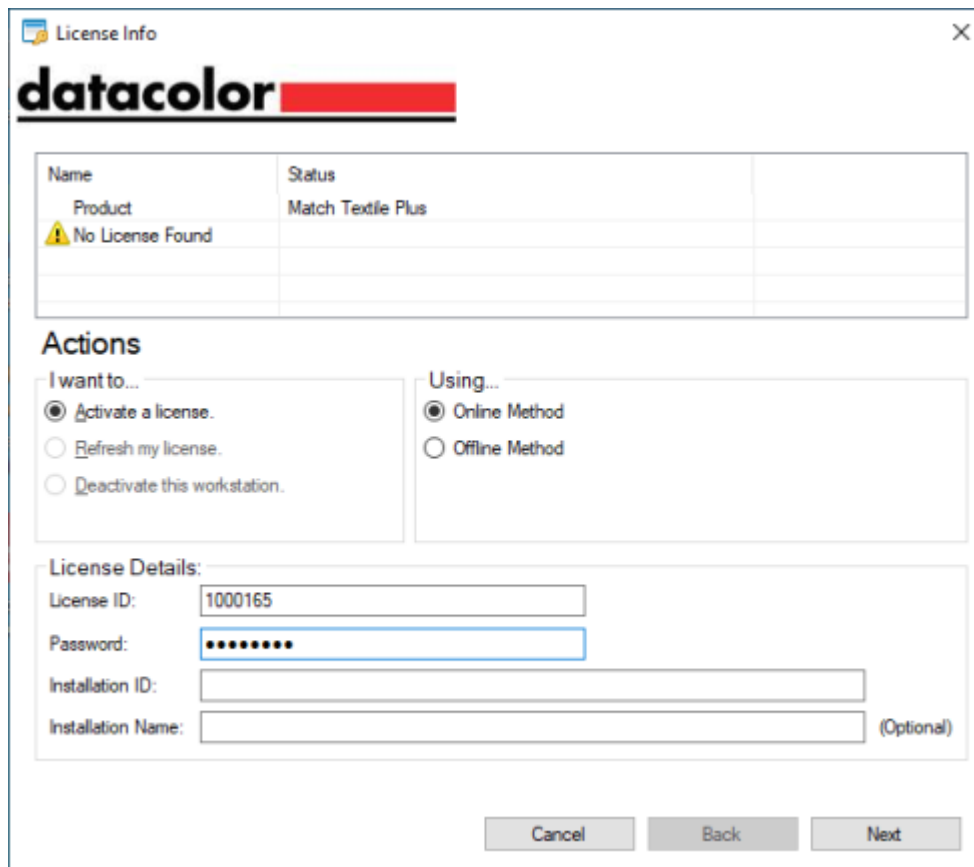 License Info
datacolor
Name Status
Product Match Textile Plus
No License Found
Actions
I want to... Using...
Activate a license. Online Method
Refresh my license. Offline Method
Deactivate this workstation.
License Details:
License ID: 1000165
Password: ••••••••
Installation ID:
Installation Name: (Optional)
Cancel Back Next